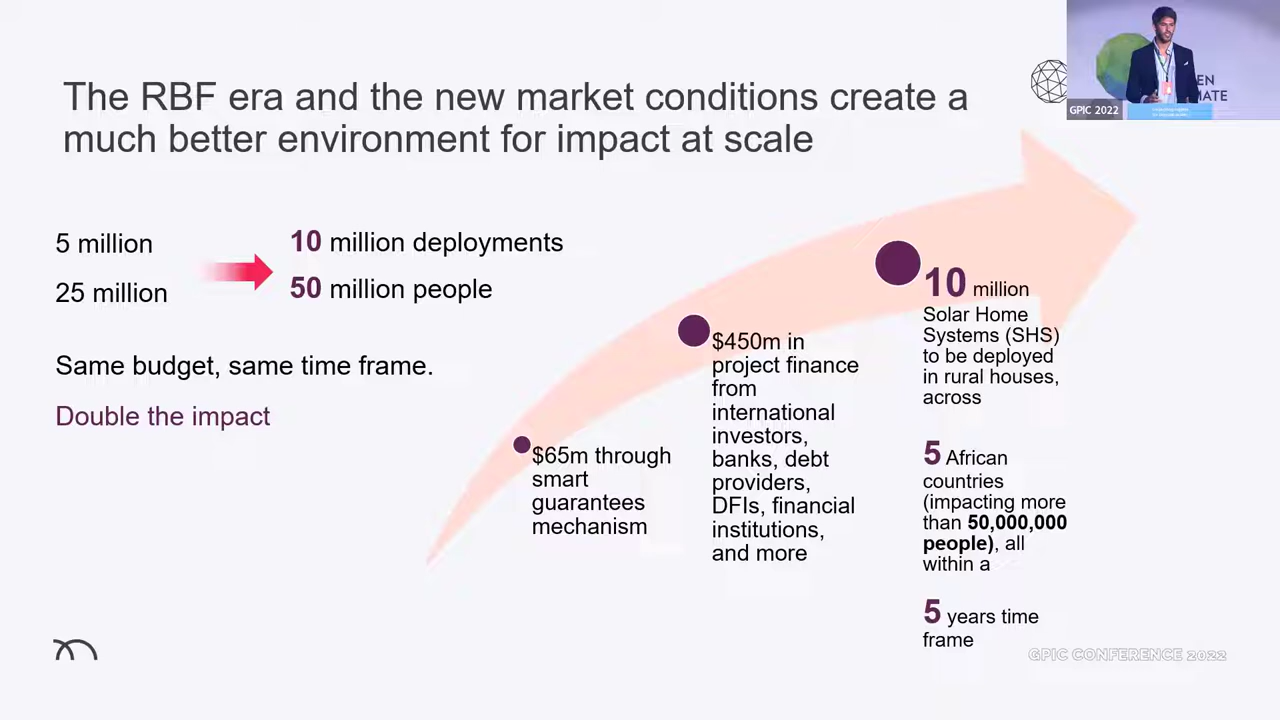 The RBF era and the new market conditions create a
much better environment for impact at scale
EN
MATE
GPIC 2022
5 million
10 million deployments
25 million
50 million people
Same budget, same time frame.
Double the impact
$65m through
smart
guarantees
mechanism
$450m in
project finance
from
international
investors,
banks, debt
providers,
DFIs, financial
institutions,
and more
10 million
Solar Home
Systems (SHS)
to be deployed
in rural houses,
across
5 African
countries
(impacting more
than 50,000,000
people), all
within a
5 years time
frame
GPIC CONFERENCE 2022